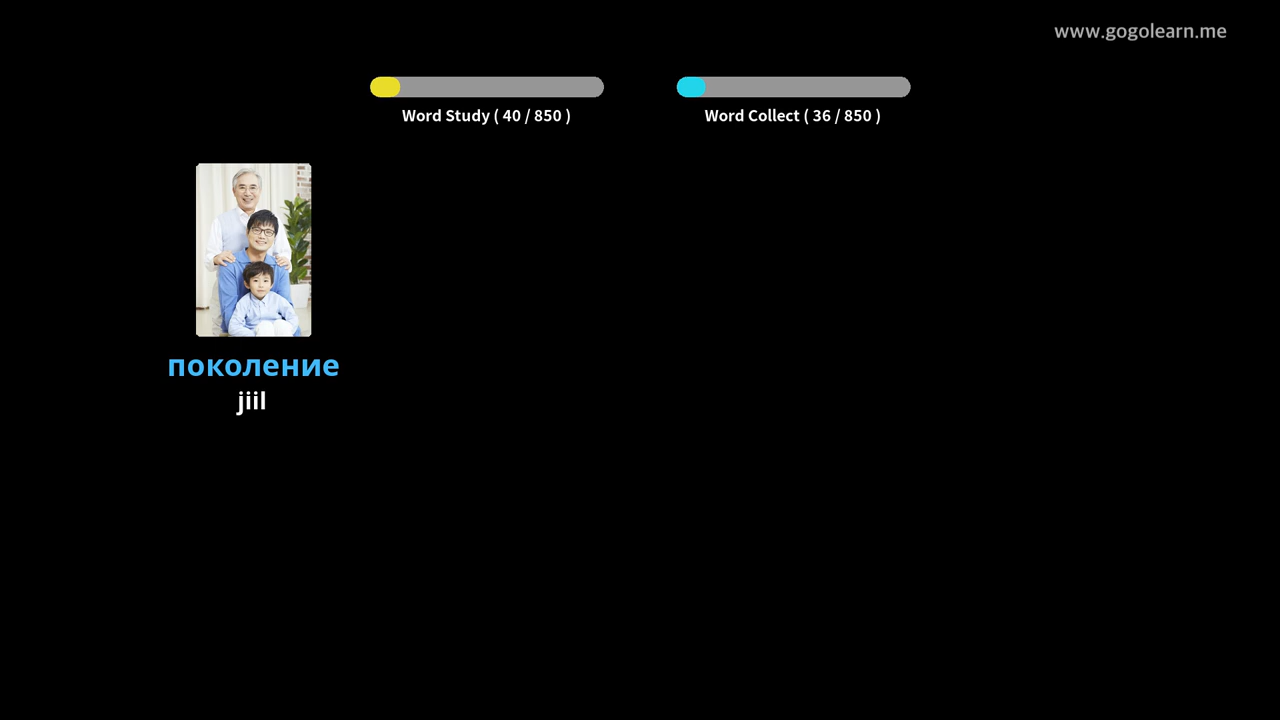 www.gogolearn.me
Word Study ( 40 / 850 )
Word Collect ( 36 / 850 )
поколение
jiil